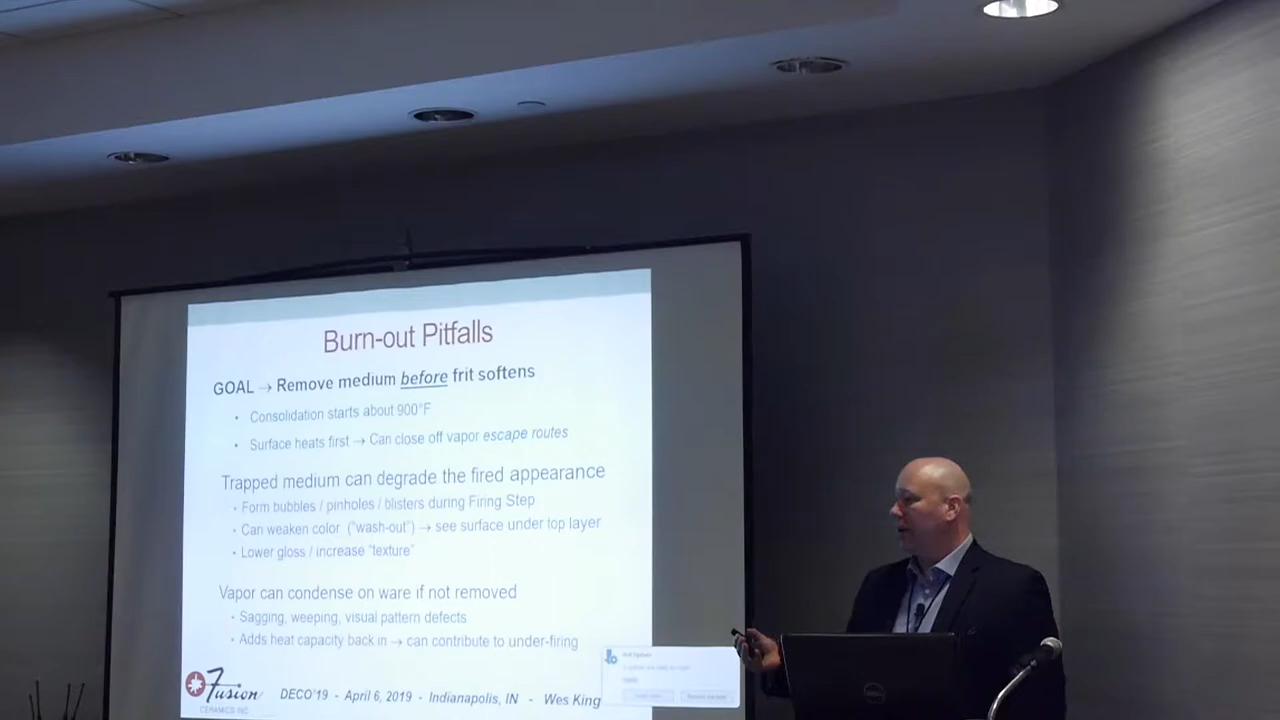 Burn-out Pitfalls
GOAL → Remove medium before frit softens
• Consolidation starts about 900°F
• Surface heats first → Can close off vapor escape routes
Trapped medium can degrade the fired appearance
• Form bubbles / pinholes / blisters during Firing Step
• Can weaken color ("wash-out") → see surface under top layer
• Lower gloss / increase "texture"
Vapor can condense on ware if not removed
• Sagging, weeping, visual pattern defects
• Adds heat capacity back in → can contribute to under-firing
Fusion
CERAMICS INC.
DECO'19 - April 6, 2019 - Indianapolis, IN - Wes King
DELL